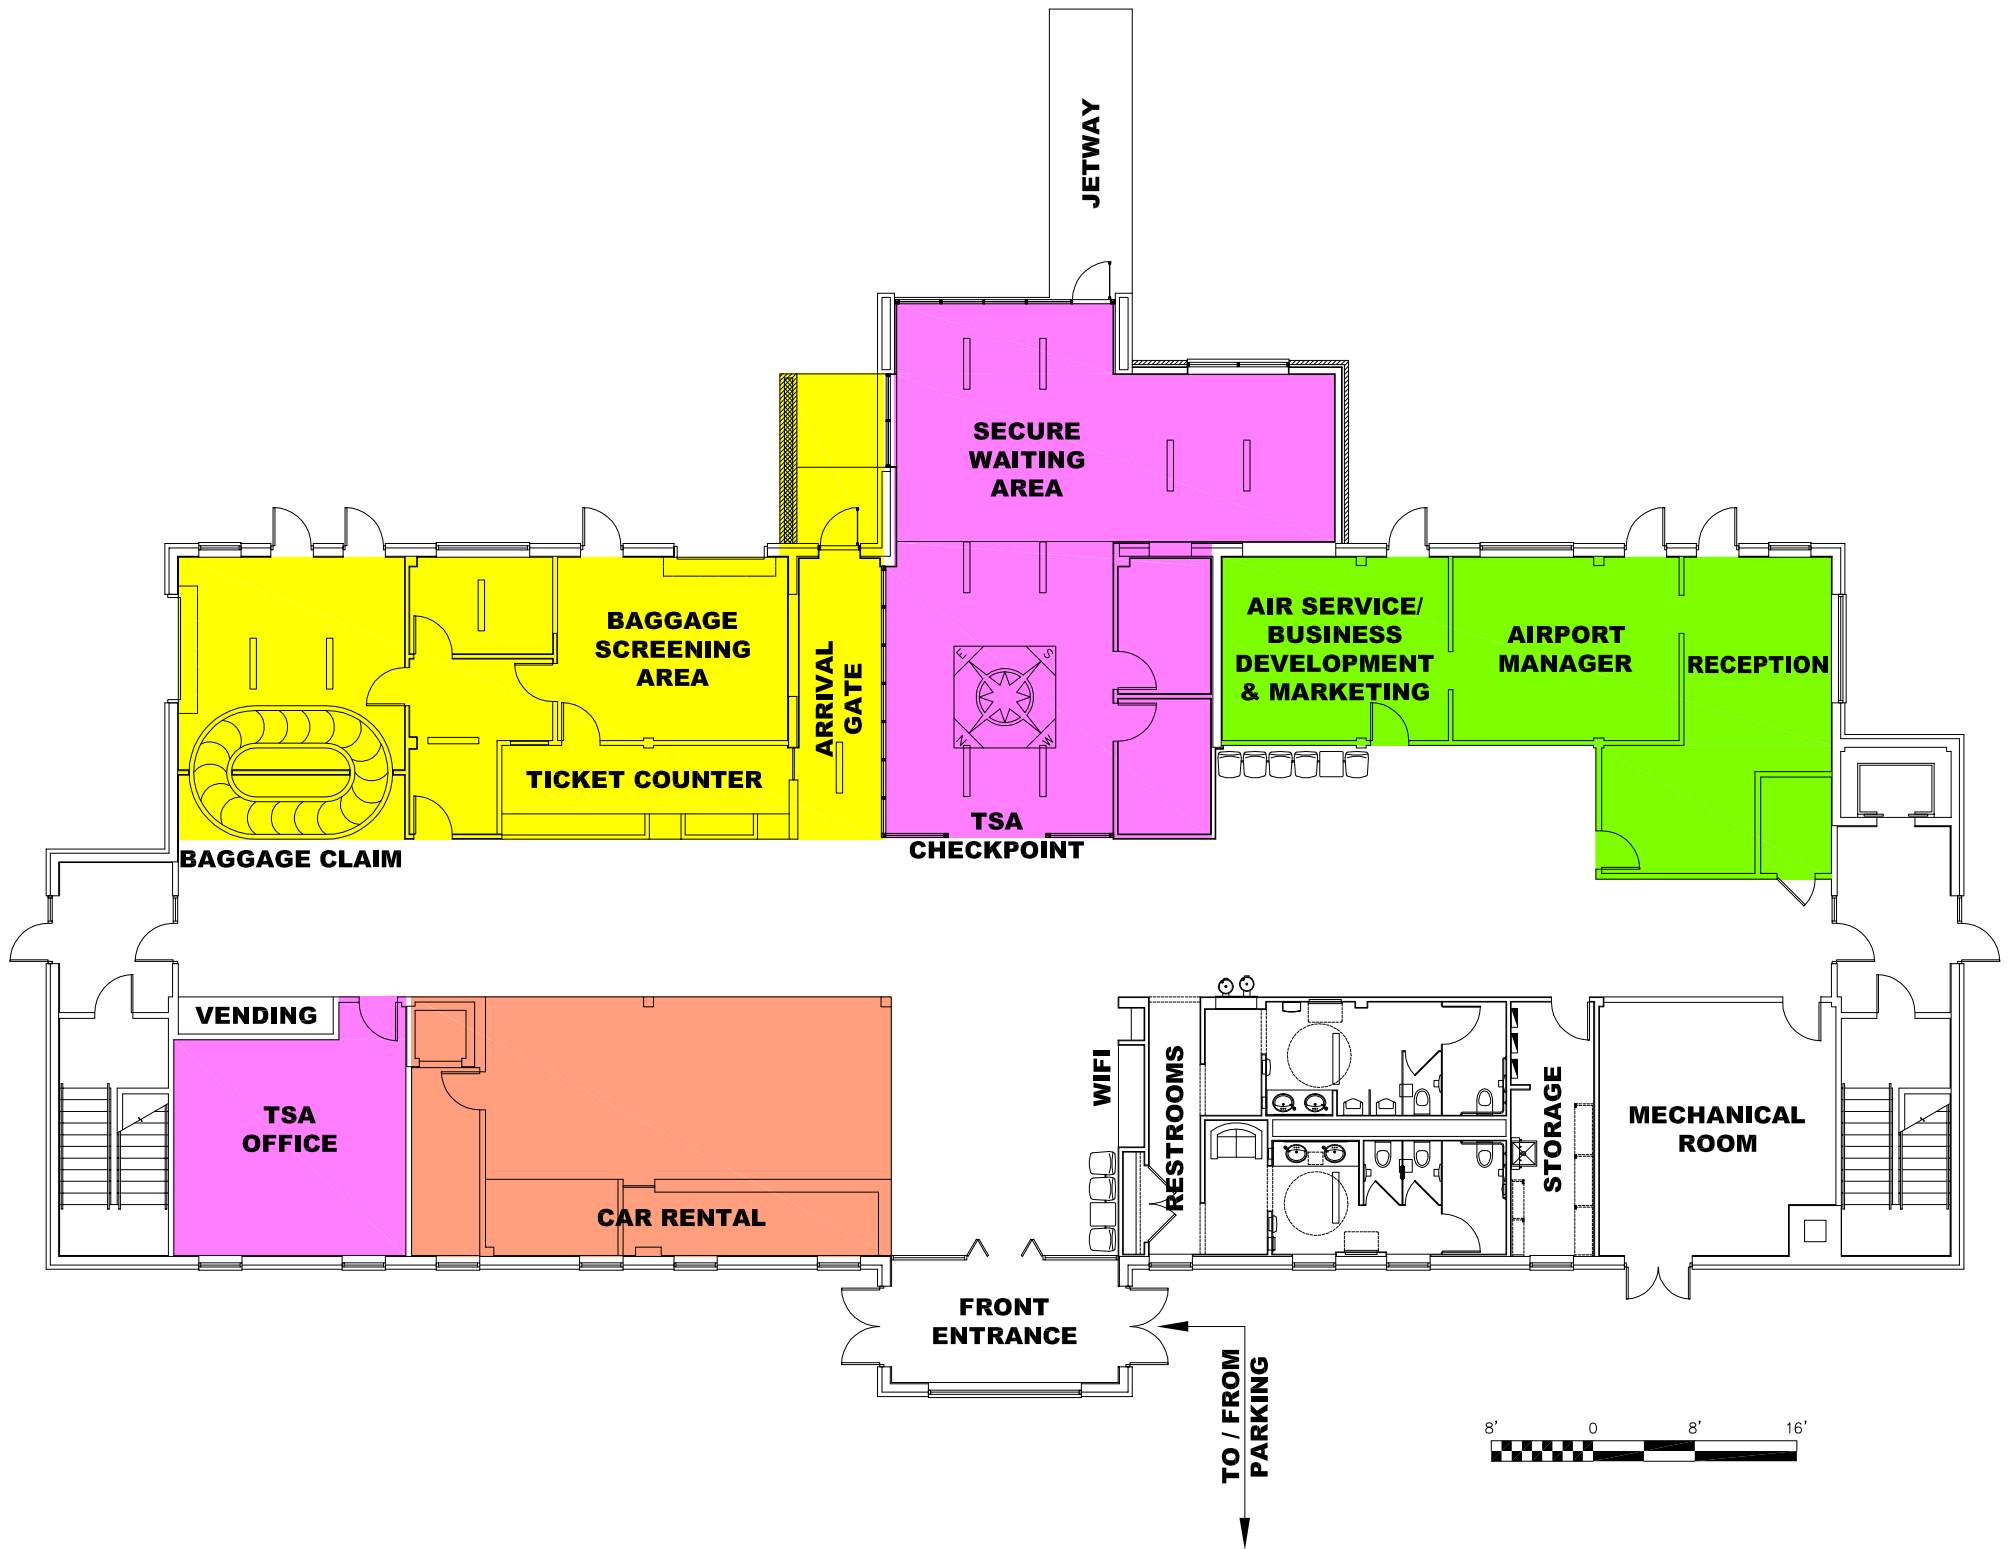 JETWAY
SECURE
WAITING
AREA
BAGGAGE
SCREENING
AREA
ARRIVAL
GATE
E
S
N
W
AIR SERVICE/
BUSINESS
DEVELOPMENT
& MARKETING
AIRPORT
MANAGER
RECEPTION
TICKET COUNTER
TSA
CHECKPOINT
BAGGAGE CLAIM
VENDING
TSA
OFFICE
CAR RENTAL
WIFI
RESTROOMS
STORAGE
MECHANICAL
ROOM
FRONT
ENTRANCE
TO / FROM
PARKING
8' 0 8' 16'